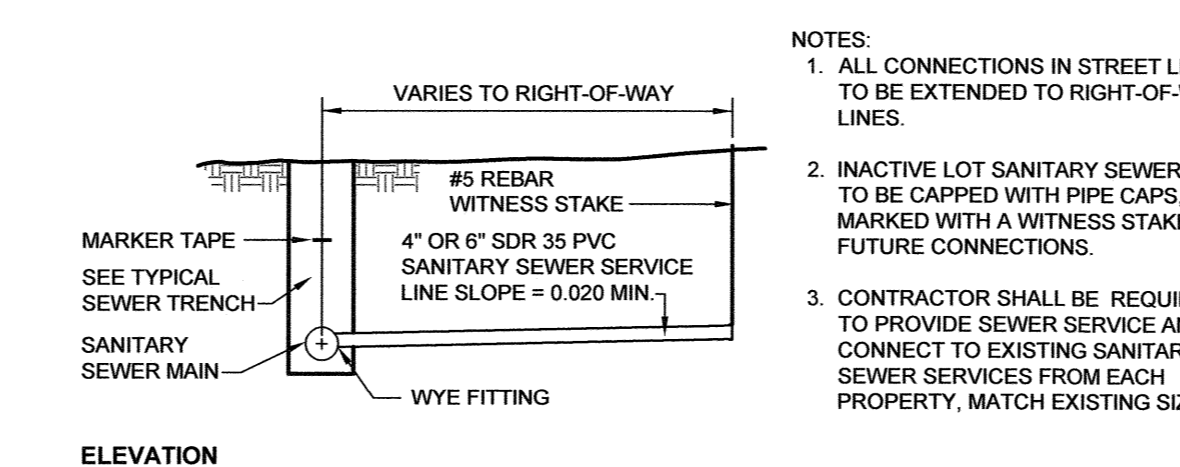 VARIES TO RIGHT-OF-WAY
#5 REBAR
WITNESS STAKE
MARKER TAPE
4" OR 6" SDR 35 PVC
SANITARY SEWER SERVICE
LINE SLOPE = 0.020 MIN.
SEE TYPICAL
SEWER TRENCH
SANITARY
SEWER MAIN
WYE FITTING
ELEVATION
NOTES:
1. ALL CONNECTIONS IN STREET
TO BE EXTENDED TO RIGHT-OF-
LINES.
2. INACTIVE LOT SANITARY SEWER
TO BE CAPPED WITH PIPE CAPS,
MARKED WITH A WITNESS
FUTURE CONNECTIONS.
3. CONTRACTOR SHALL BE
TO PROVIDE SEWER SERVICE
CONNECT TO EXISTING
SEWER SERVICES FROM EACH
PROPERTY, MATCH EXISTING